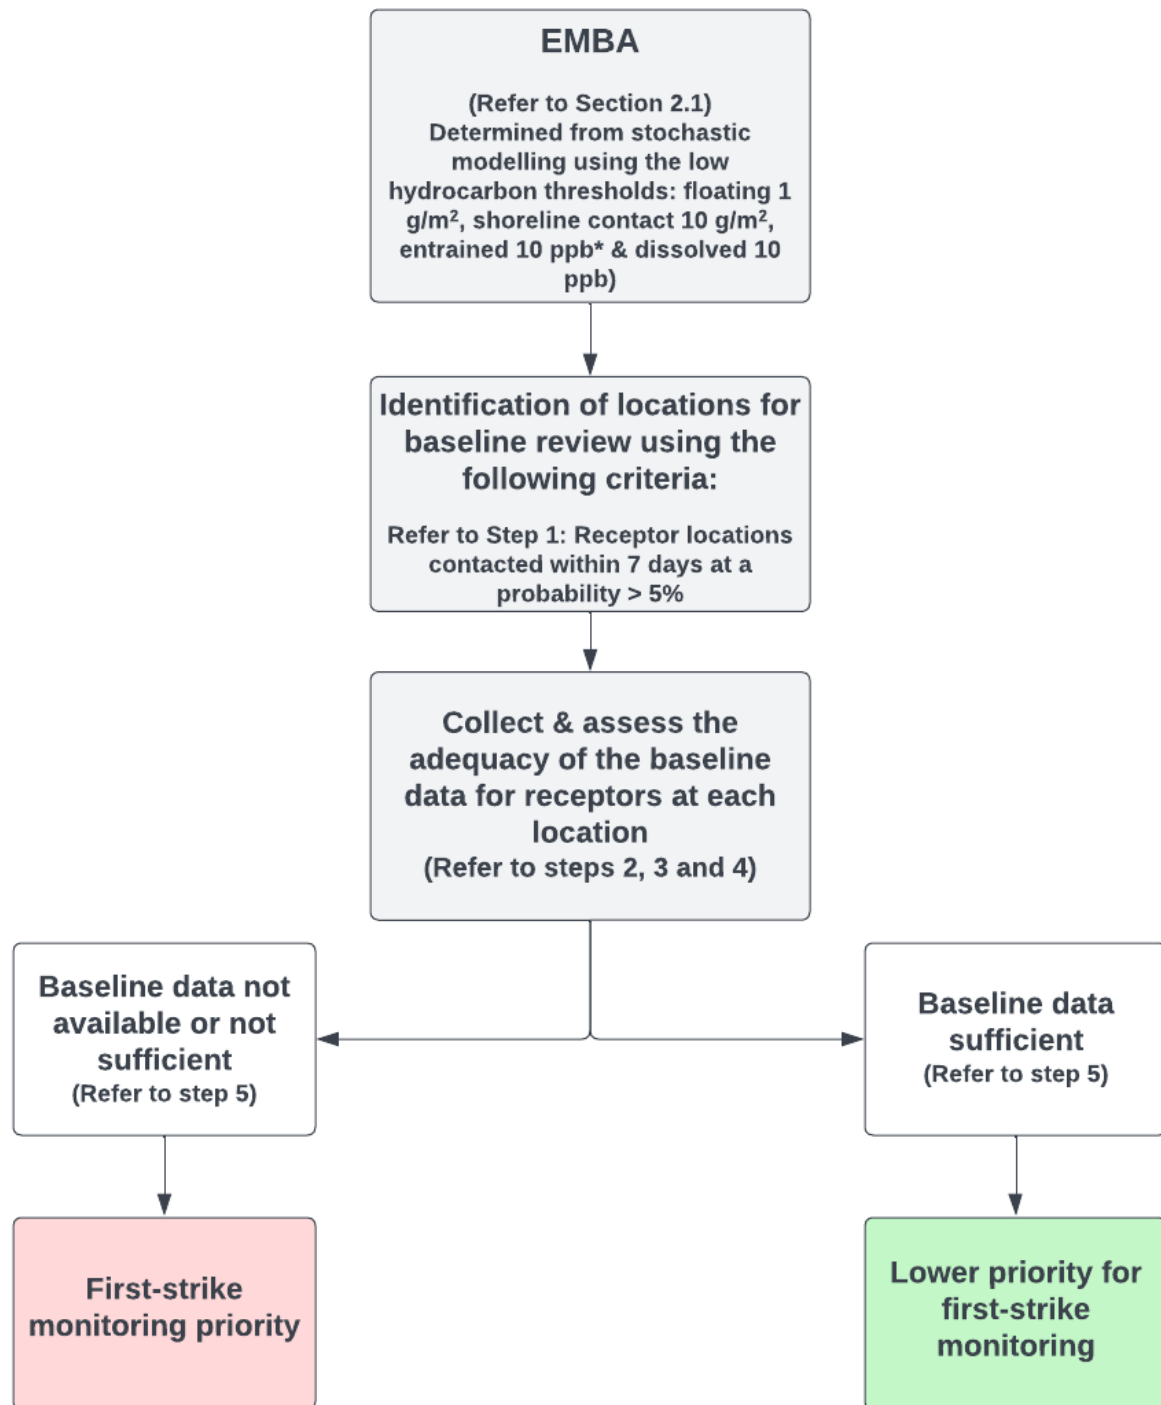 EMBA
(Refer to Section 2.1)
Determined from stochastic
modelling using the low
hydrocarbon thresholds: floating 1
g/m², shoreline contact 10 g/m²,
entrained 10 ppb* & dissolved 10
ppb)
Identification of locations for
baseline review using the
following criteria:
Refer to Step 1: Receptor locations
contacted within 7 days at a
probability > 5%
Collect & assess the
adequacy of the baseline
data for receptors at each
location
(Refer to steps 2, 3 and 4)
Baseline data not
available or not
sufficient
(Refer to step 5)
Baseline data
sufficient
(Refer to step 5)
First-strike
monitoring priority
Lower priority for
first-strike
monitoring